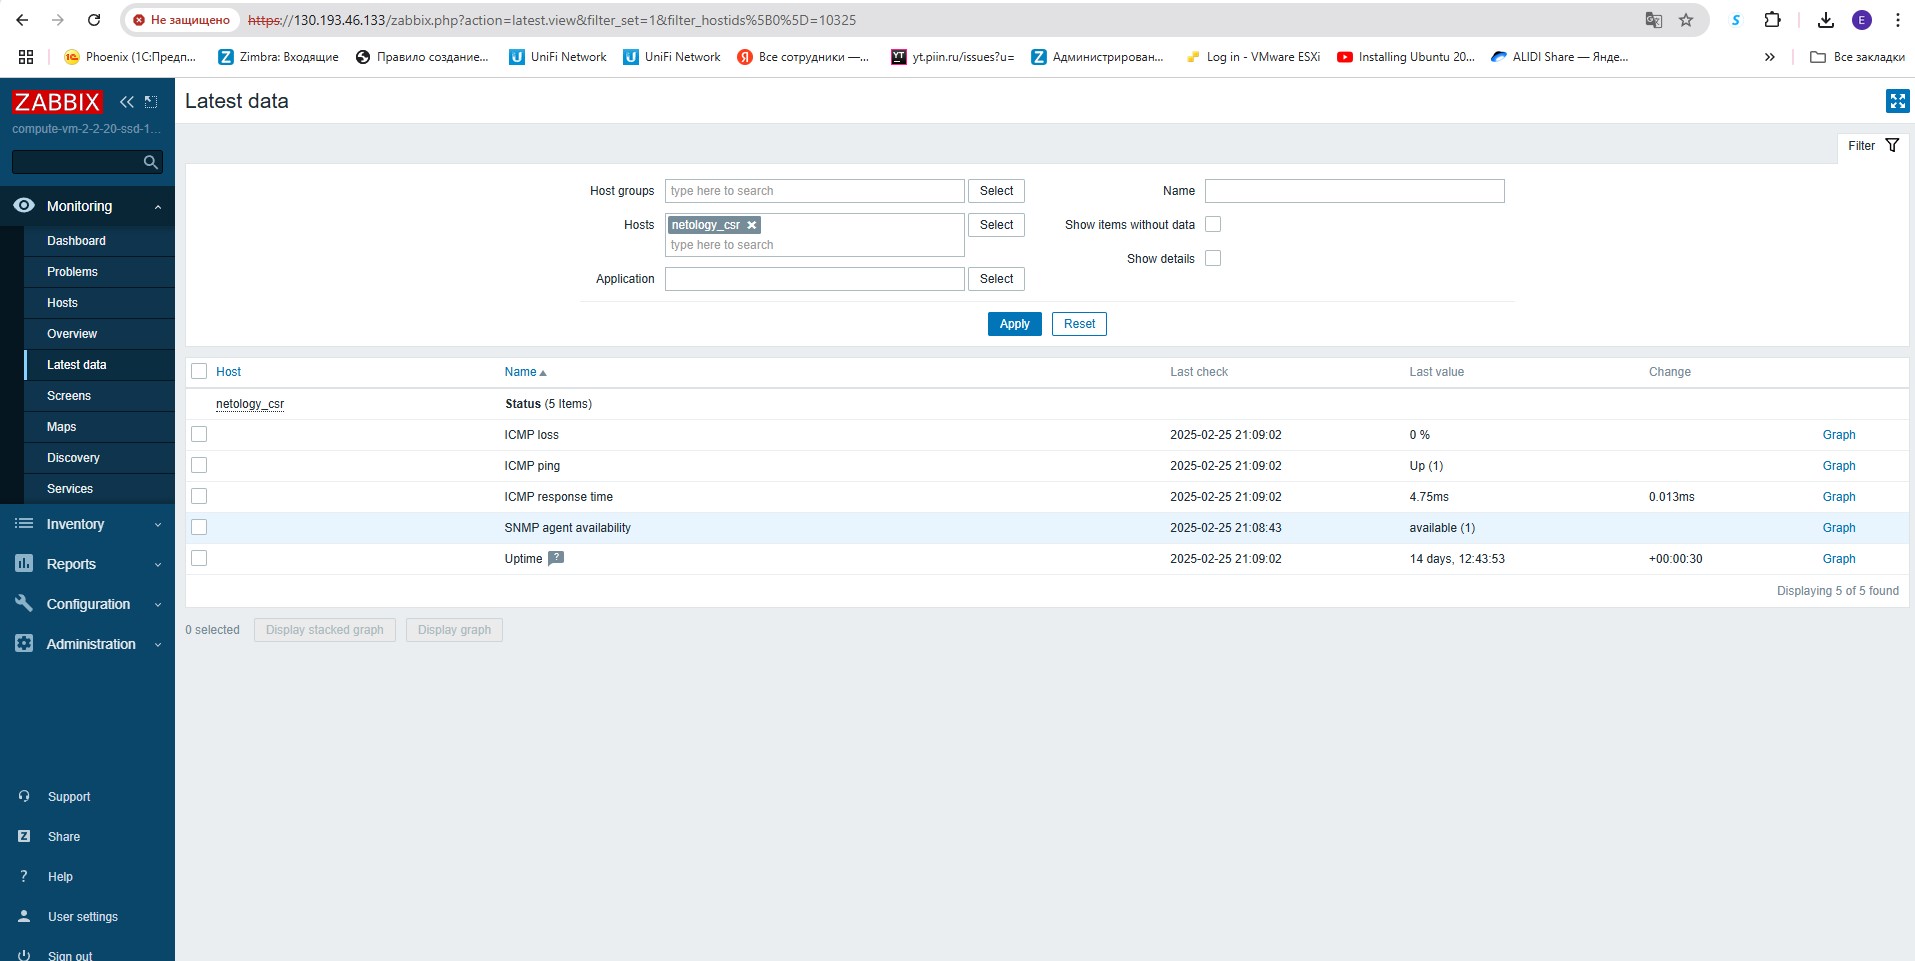 Не защищено https://130.193.46.133/zabbix.php?action=latest.view&filter_set=1&filter_hostids%5B0%5D=10325 S E
Phoenix (1С:Предп... Zimbra: Входящие Правило создание... UniFi Network UniFi Network Все сотрудники —... yt.piin.ru/issues?u= Администрирован... Log in - VMware ESXi Installing Ubuntu 20... ALIDI Share — Янде... » Все закладки
ZABBIX
compute-vm-2-2-20-ssd-1...
Monitoring
Dashboard
Problems
Hosts
Overview
Latest data
Screens
Maps
Discovery
Services
Inventory
Reports
Configuration
Administration
Support
Share
Help
User settings
Sign out
Latest data
Filter
Host groups type here to search Select Name
Hosts netology_csr Select Show items without data
type here to search
Show details
Application Select
Apply Reset
Host Name Last check Last value Change
netology_csr Status (5 Items)
ICMP loss 2025-02-25 21:09:02 0 % Graph
ICMP ping 2025-02-25 21:09:02 Up (1) Graph
ICMP response time 2025-02-25 21:09:02 4.75ms 0.013ms Graph
SNMP agent availability 2025-02-25 21:08:43 available (1) Graph
Uptime ? 2025-02-25 21:09:02 14 days, 12:43:53 +00:00:30 Graph
Displaying 5 of 5 found
0 selected Display stacked graph Display graph